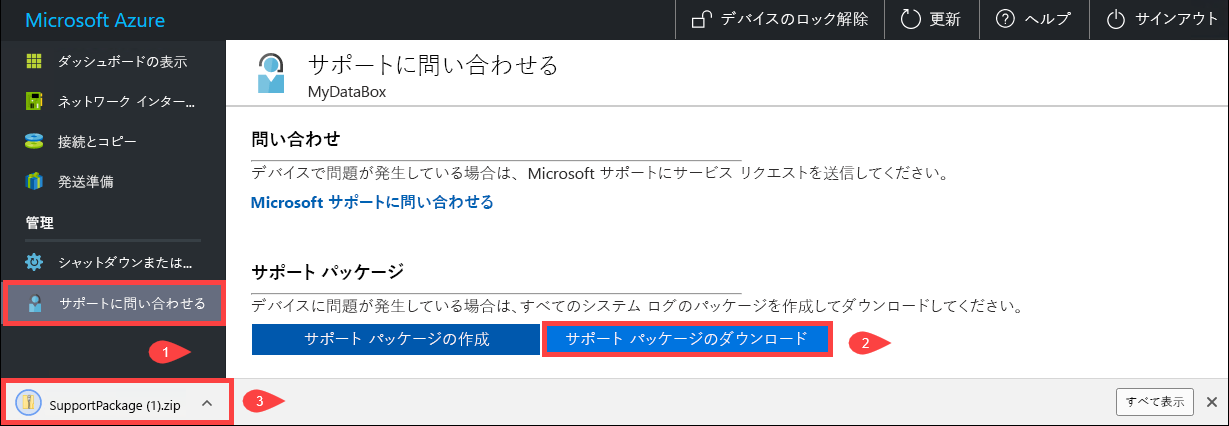 Microsoft Azure
デバイスのロック解除
更新
ヘルプ
サインアウト
ダッシュボードの表示
ネットワーク インター...
接続とコピー
発送準備
管理
シャットダウンまたは...
サポートに問い合わせる
1
サポートに問い合わせる
MyDataBox
問い合わせ
デバイスで問題が発生している場合は、Microsoft サポートにサービス リクエストを送信してください。
Microsoft サポートに問い合わせる
サポート パッケージ
デバイスに問題が発生している場合は、すべてのシステム ログのパッケージを作成してダウンロードしてください。
サポート パッケージの作成
サポート パッケージのダウンロード
2
SupportPackage (1).zip
3
すべて表示